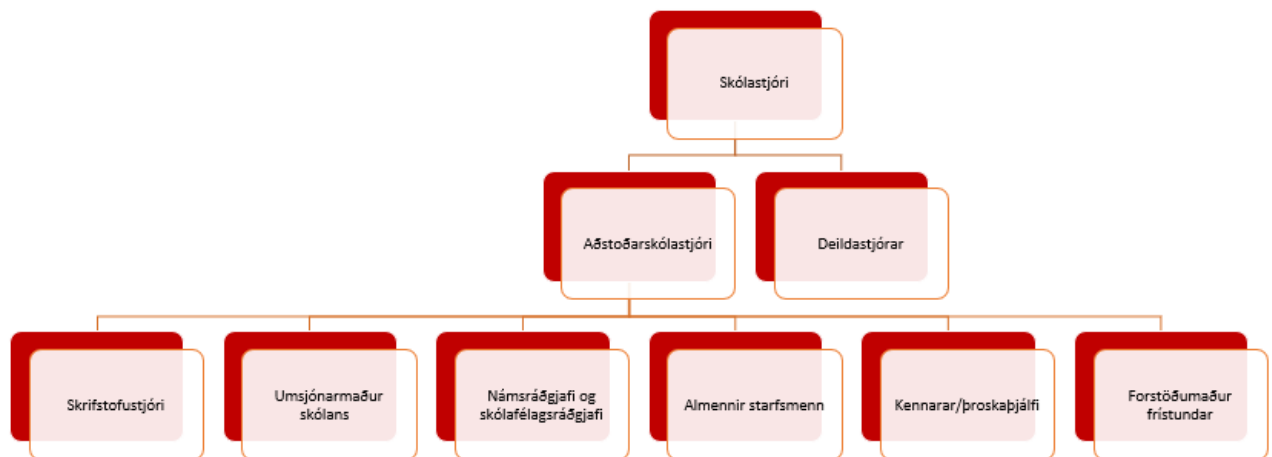 Skólastjóri
Aðstoðarskólastjóri
Deildastjórar
Skrifstofustjóri
Umsjónarmaður
skólans
Námsráðgjafi og
skólafélagsráðgjafi
Almennir starfsmenn
Kennarar/þroskaþjálfi
Forstöðumaður
frístundar